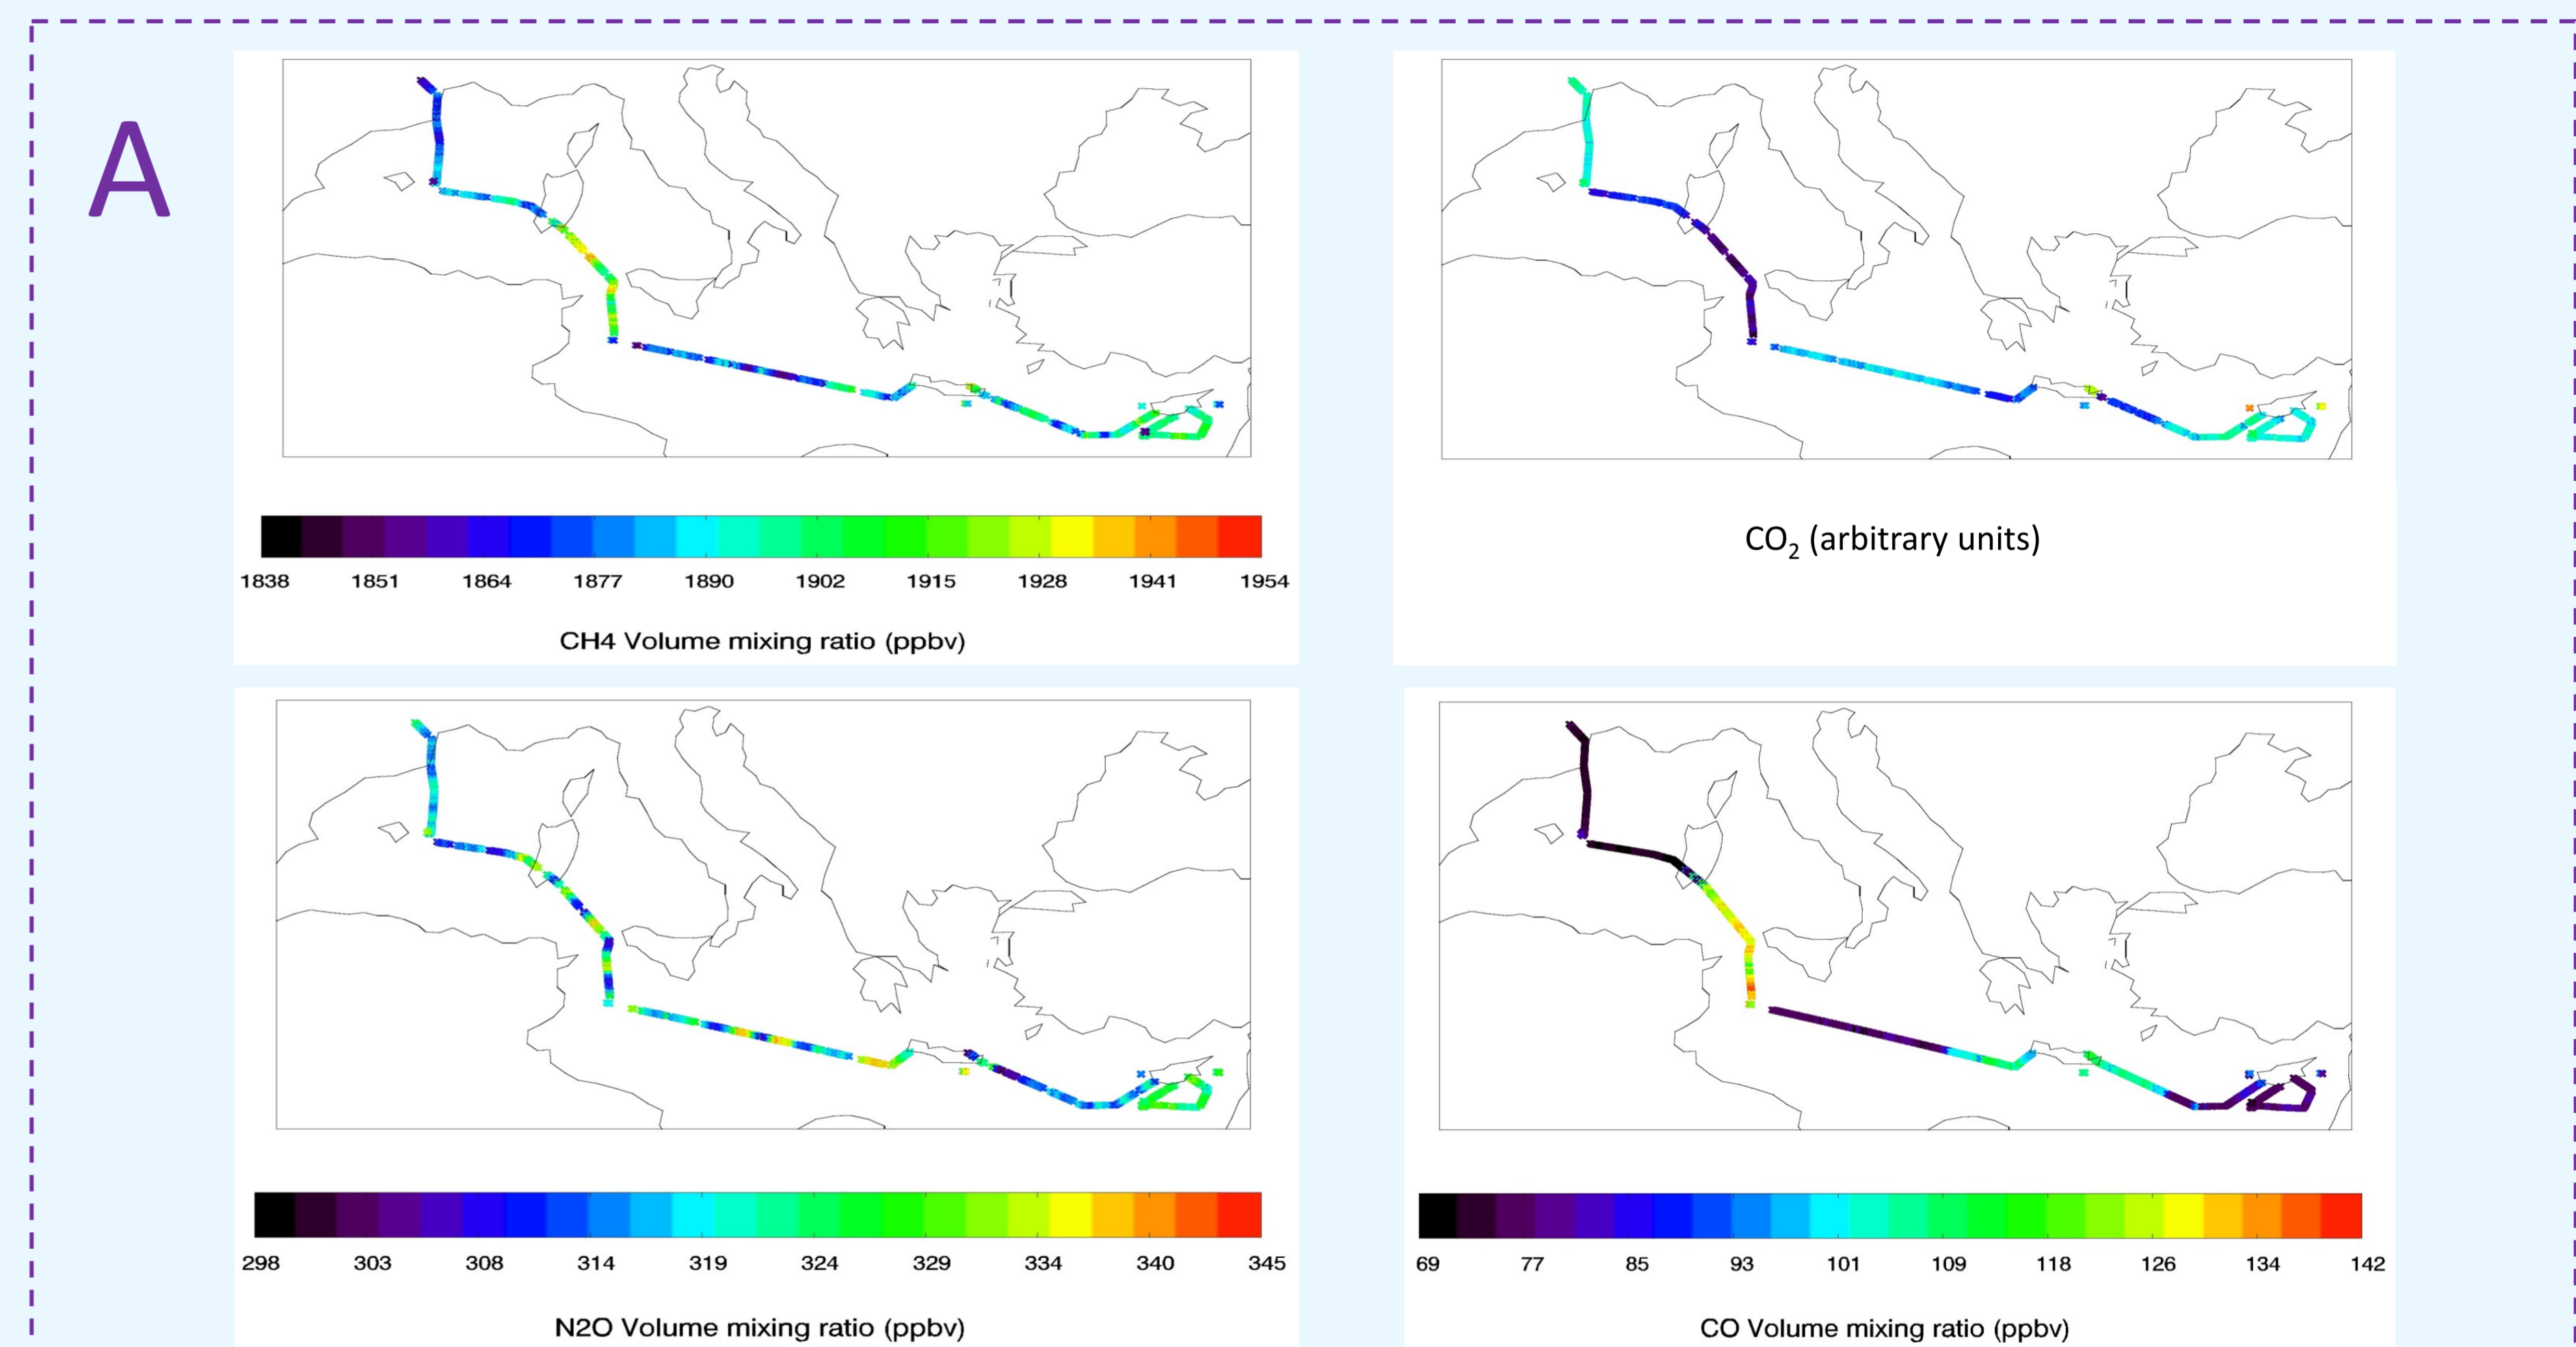 A
1838 1851 1864 1877 1890 1902 1915 1928 1941 1954
CH4 Volume mixing ratio (ppbv)
CO₂ (arbitrary units)
298 303 308 314 319 324 329 334 340 345
N2O Volume mixing ratio (ppbv)
69 77 85 93 101 109 118 126 134 142
CO Volume mixing ratio (ppbv)